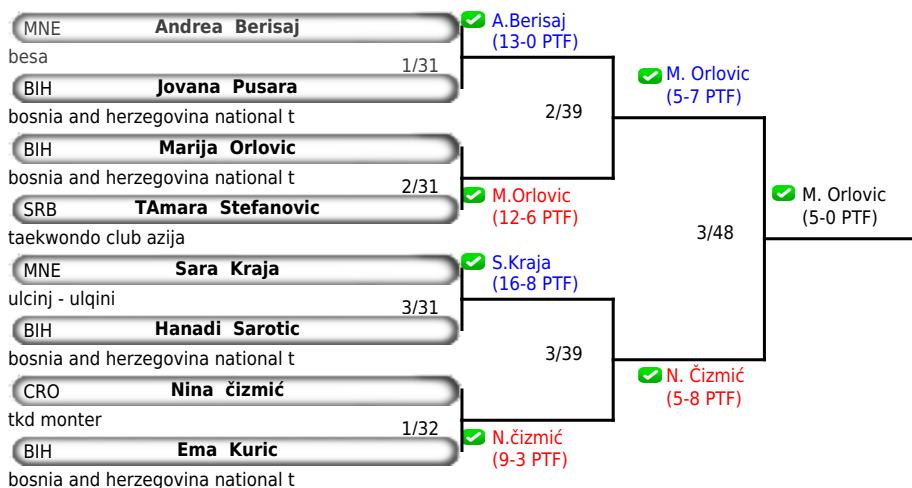 MNE Andrea Berisaj
besa
1/31
BIH Jovana Pusara
bosnia and herzegovina national t
BIH Marija Orlovic
bosnia and herzegovina national t
2/31
SRB TAmara Stefanovic
taekwondo club azija
MNE Sara Kraja
ulcinj - ulqini
3/31
BIH Hanadi Sarotic
bosnia and herzegovina national t
CRO Nina čizmić
tkd monter
1/32
BIH Ema Kuric
bosnia and herzegovina national t
A.Berisaj
(13-0 PTF)
2/39
M.Orlovic
(12-6 PTF)
S.Kraja
(16-8 PTF)
3/39
N.čizmić
(9-3 PTF)
M. Orlovic
(5-7 PTF)
3/48
N. Čizmić
(5-8 PTF)
M. Orlovic
(5-0 PTF)